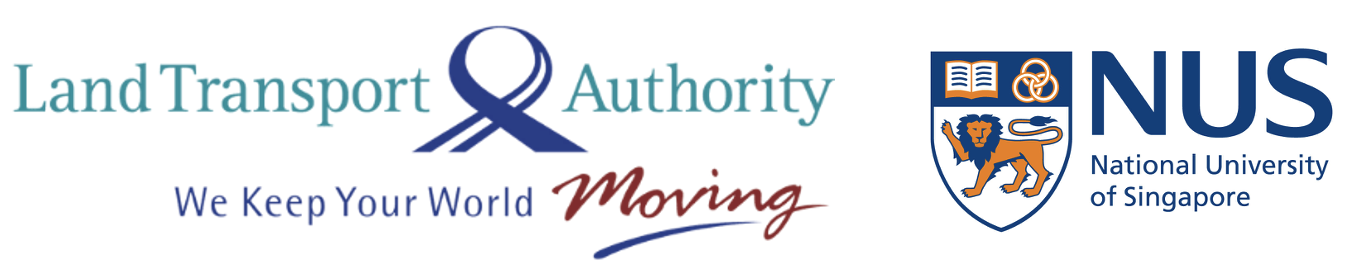 Land Transport Authority
We Keep Your World Moving
NUS
National University
of Singapore